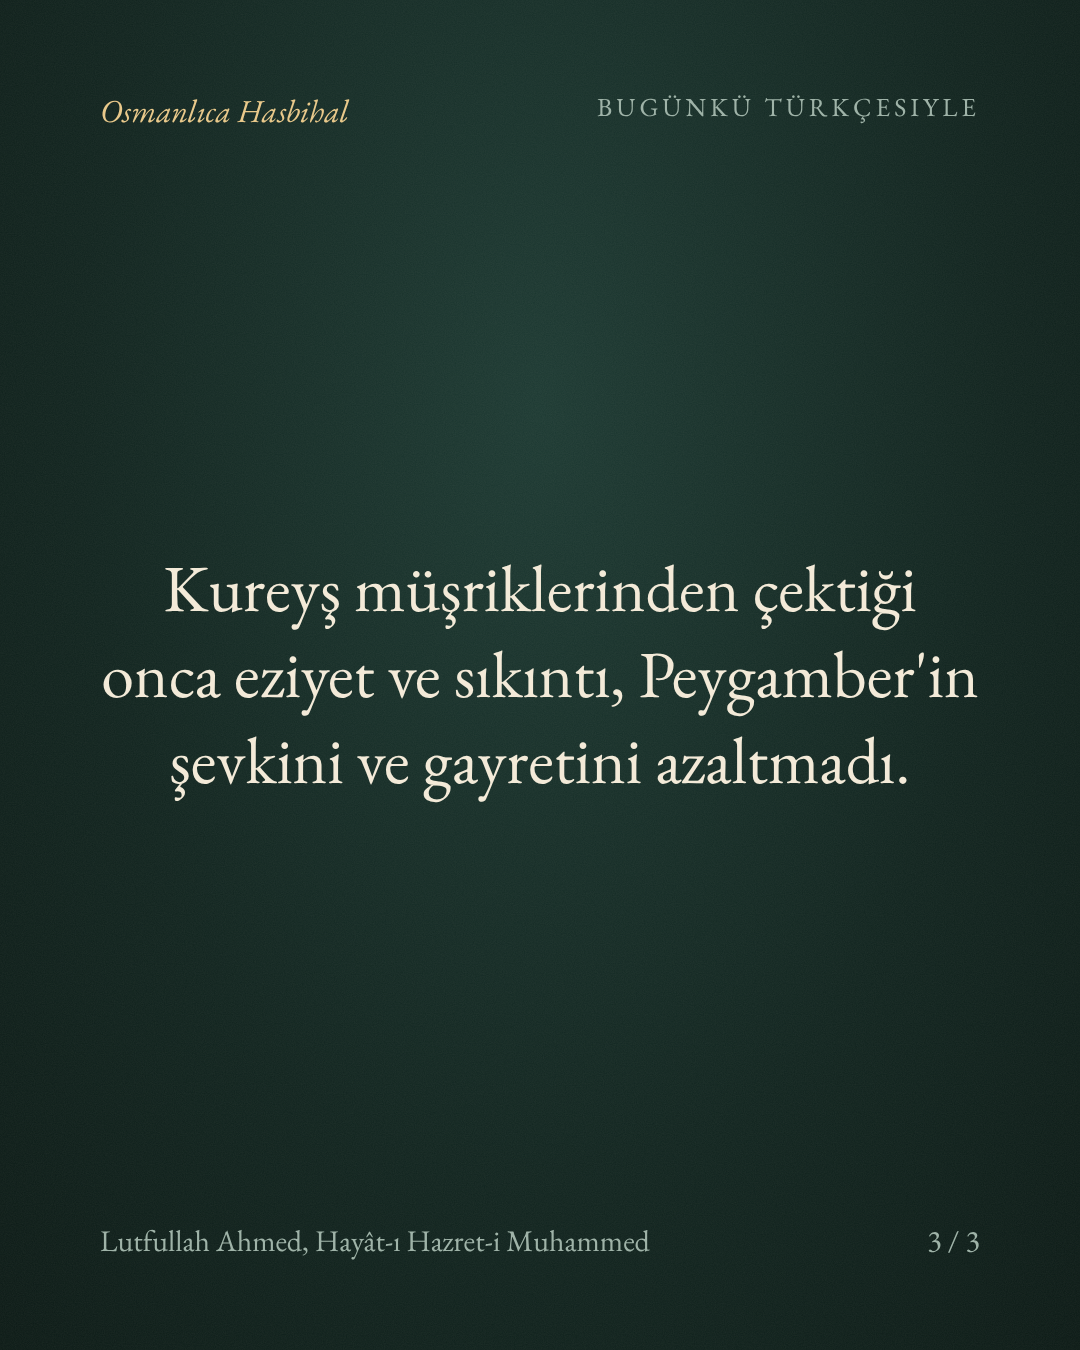 Osmanlıca Hasbihal
BUGÜNKÜ TÜRKÇESIYLE
Kureyş müşriklerinden çektiği
onca eziyet ve sıkıntı, Peygamber'in
şevkini ve gayretini azaltmadı.
Lutfullah Ahmed, Hayât-ı Hazret-i Muhammed
3 / 3